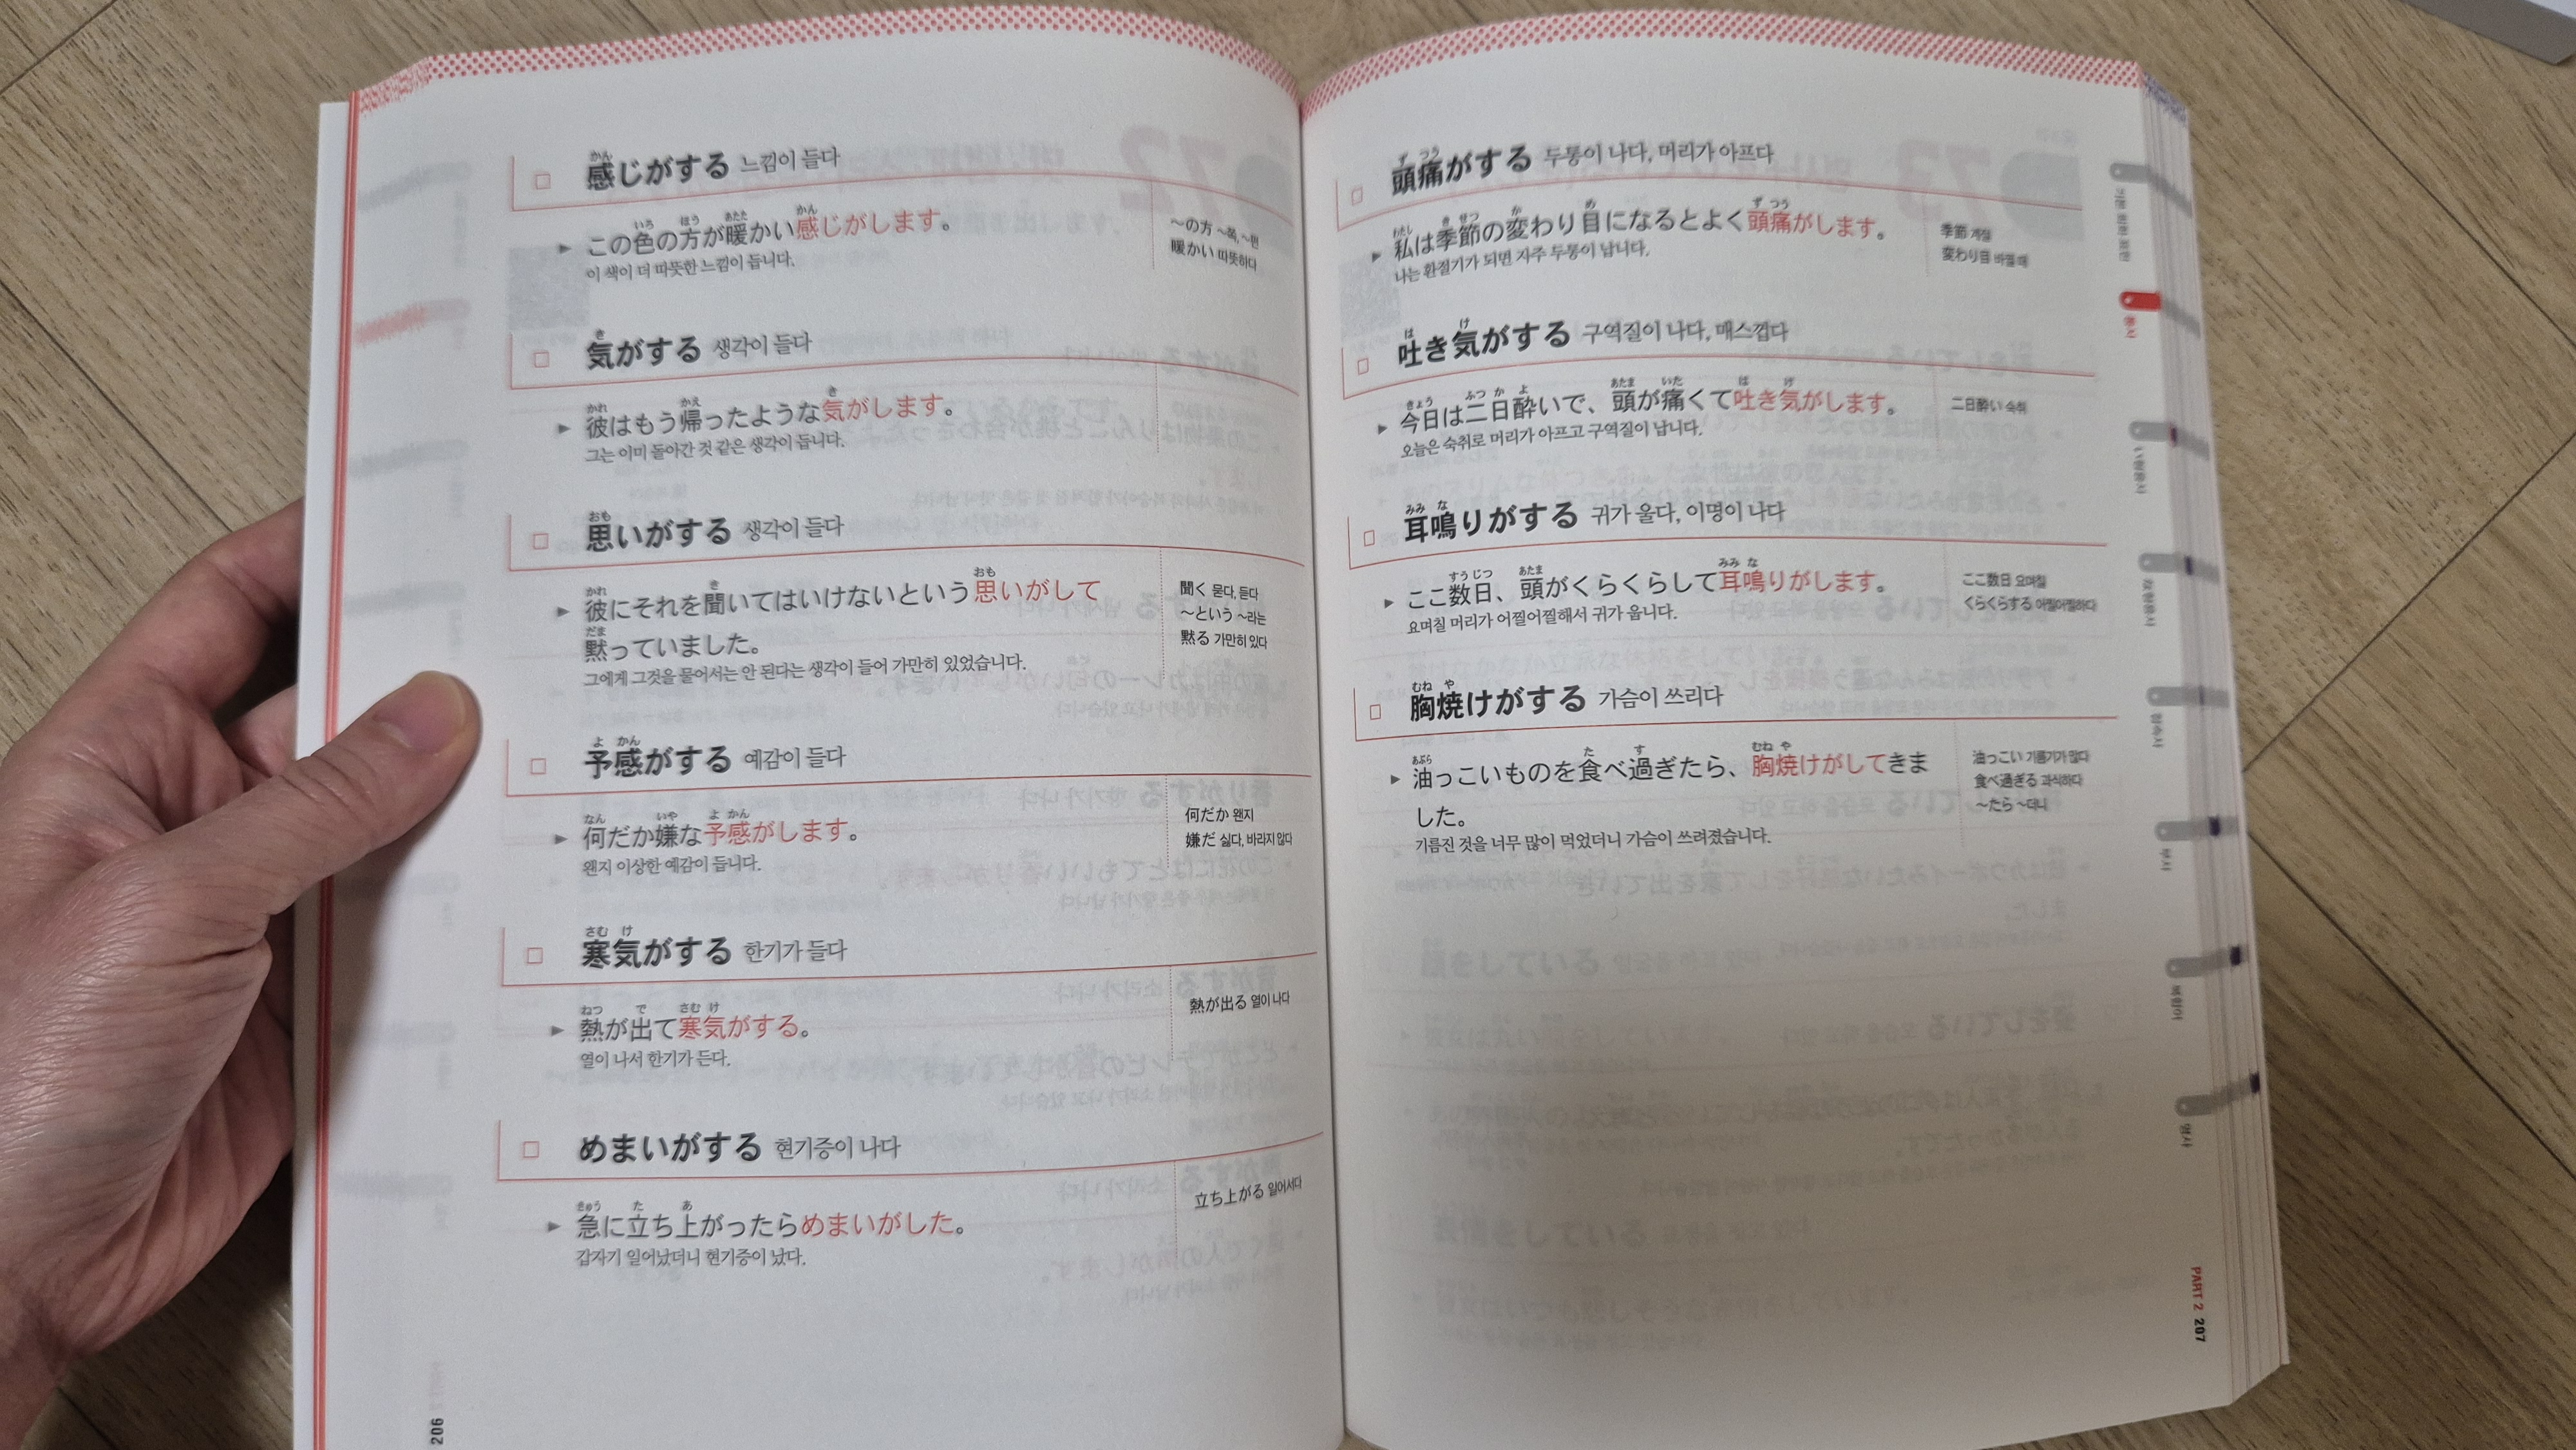 感じがする 느낌이 들다
この色の方が暖かい感じがします。
이 색이 더 따뜻한 느낌이 듭니다.
～の方 ～쪽, ～편
暖かい 따뜻하다
気がする 생각이 들다
彼はもう帰ったような気がします。
그는 이미 돌아간 것 같은 생각이 듭니다.
思いがする 생각이 들다
彼にそれを聞いてはいけないという思いがして
黙っていました。
그에게 그것을 물어서는 안 된다는 생각이 들어 가만히 있었습니다.
聞く 묻다, 듣다
～という ～라는
黙る 가만히 있다
予感がする 예감이 들다
何だか嫌な予感がします。
왠지 이상한 예감이 듭니다.
何だか 왠지
嫌だ 싫다, 바라지 않다
寒気がする 한기가 들다
熱が出て寒気がする。
열이 나서 한기가 든다.
熱が出る 열이 나다
めまいがする 현기증이 나다
急に立ち上がったらめまいがした。
갑자기 일어났더니 현기증이 났다.
立ち上がる 일어서다
206
頭痛がする 두통이 나다, 머리가 아프다
私は季節の変わり目になるとよく頭痛がします。
나는 환절기가 되면 자주 두통이 납니다.
季節 계절
変わり目 바뀔 때
吐き気がする 구역질이 나다, 매스껍다
今日は二日酔いで、頭が痛くて吐き気がします。
오늘은 숙취로 머리가 아프고 구역질이 납니다.
二日酔い 숙취
耳鳴りがする 귀가 울다, 이명이 나다
ここ数日、頭がくらくらして耳鳴りがします。
요며칠 머리가 어찔어찔해서 귀가 웁니다.
ここ数日 요며칠
くらくらする 어찔어찔하다
胸焼けがする 가슴이 쓰리다
油っこいものを食べ過ぎたら、胸焼けがしてきま
した。
기름진 것을 너무 많이 먹었더니 가슴이 쓰려졌습니다.
油っこい 기름기가 많다
食べ過ぎる 과식하다
～たら ～더니
동사
い형용사
な형용사
접속사
부사
복합어
명사
PART 2 207